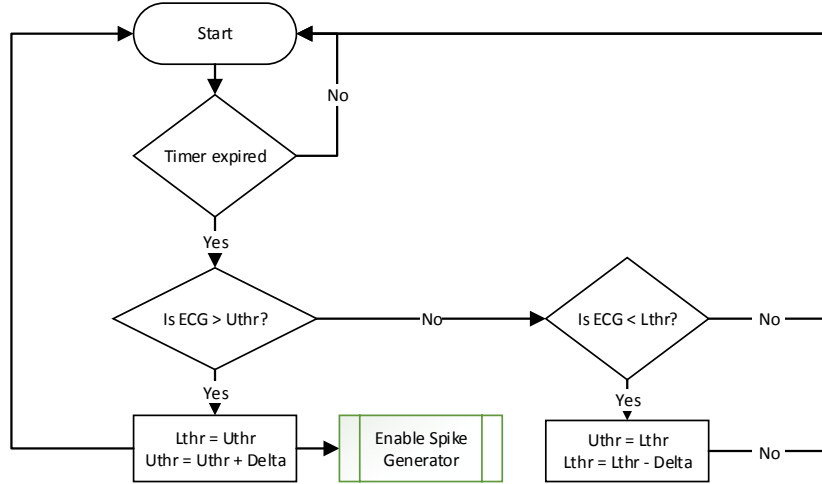 Start
No
Timer expired
Yes
Is ECG > Uthr?
No
Is ECG < Lthr?
No
Yes
Yes
Lthr = Uthr
Uthr = Uthr + Delta
Enable Spike
Generator
Uthr = Lthr
Lthr = Lthr - Delta
No